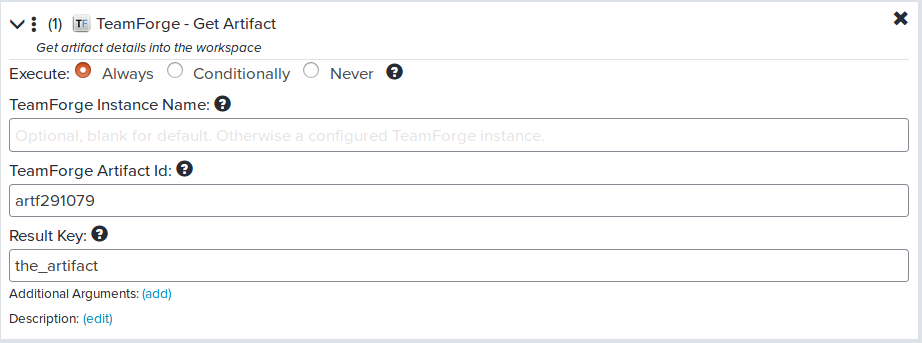 (1) TF TeamForge - Get Artifact
Get artifact details into the workspace
Execute: Always Conditionally Never ?
TeamForge Instance Name: ?
Optional, blank for default. Otherwise a configured TeamForge instance.
TeamForge Artifact Id: ?
artf291079
Result Key: ?
the_artifact
Additional Arguments: (add)
Description: (edit)